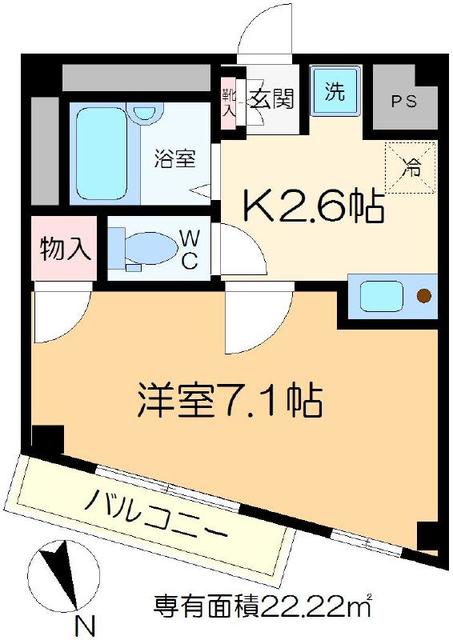 靴入
玄関
洗
PS
浴室
冷
K2.6帖
物入
WC
洋室7.1帖
バルコニー
N
専有面積22.22㎡